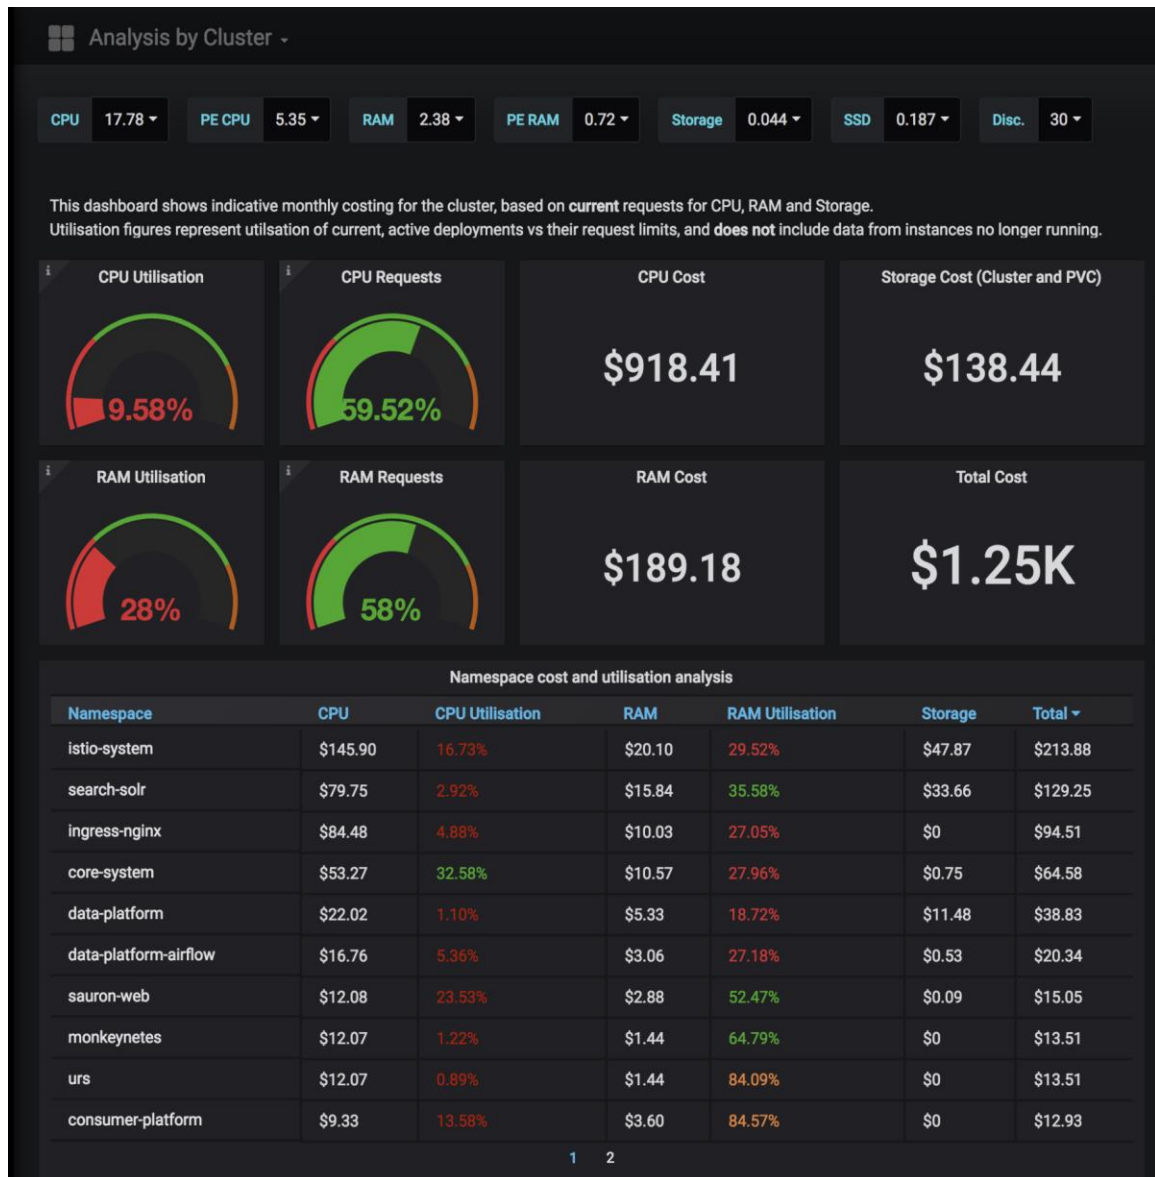 Analysis by Cluster
CPU 17.78 PE CPU 5.35 RAM 2.38 PE RAM 0.72 Storage 0.044 SSD 0.187 Disc. 30
This dashboard shows indicative monthly costing for the cluster, based on current requests for CPU, RAM and Storage.
Utilisation figures represent utilsation of current, active deployments vs their request limits, and does not include data from instances no longer running.
i CPU Utilisation i CPU Requests CPU Cost Storage Cost (Cluster and PVC)
9.58% 59.52% $918.41 $138.44
i RAM Utilisation i RAM Requests RAM Cost Total Cost
28% 58% $189.18 $1.25K
Namespace cost and utilisation analysis
Namespace CPU CPU Utilisation RAM RAM Utilisation Storage Total
istio-system $145.90 16.73% $20.10 29.52% $47.87 $213.88
search-solr $79.75 2.92% $15.84 35.58% $33.66 $129.25
ingress-nginx $84.48 4.88% $10.03 27.05% $0 $94.51
core-system $53.27 32.58% $10.57 27.96% $0.75 $64.58
data-platform $22.02 1.10% $5.33 18.72% $11.48 $38.83
data-platform-airflow $16.76 5.36% $3.06 27.18% $0.53 $20.34
sauron-web $12.08 23.53% $2.88 52.47% $0.09 $15.05
monkeynetes $12.07 1.22% $1.44 64.79% $0 $13.51
urs $12.07 0.89% $1.44 84.09% $0 $13.51
consumer-platform $9.33 13.58% $3.60 84.57% $0 $12.93
1 2